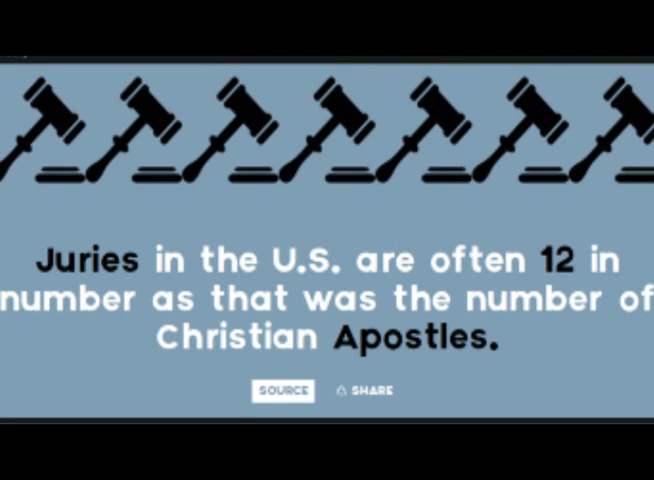 Juries in the U.S. are often 12 in
number as that was the number of
Christian Apostles.
SOURCE SHARE